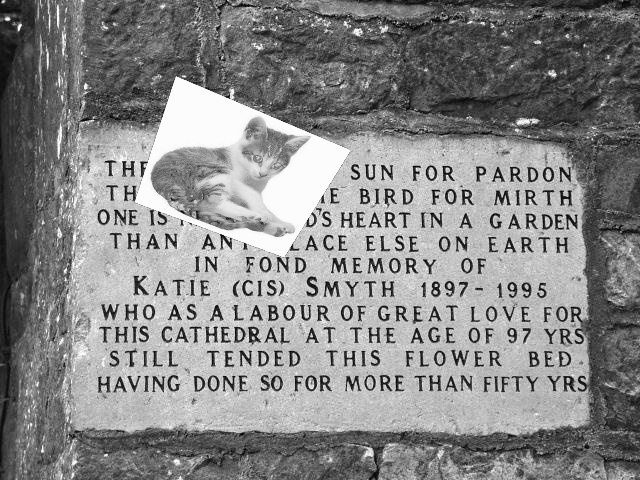 THE SUN FOR PARDON
TH BIRD FOR MIRTH
ONE IS HEART IN A GARDEN
THAN ELSE ON EARTH
IN FOND MEMORY OF
KATIE (CIS) SMYTH 1897-1995
WHO AS A LABOUR OF GREAT LOVE FOR
THIS CATHEDRAL AT THE AGE OF 97 YRS
STILL TENDED THIS FLOWER BED
HAVING DONE SO FOR MORE THAN FIFTY YRS